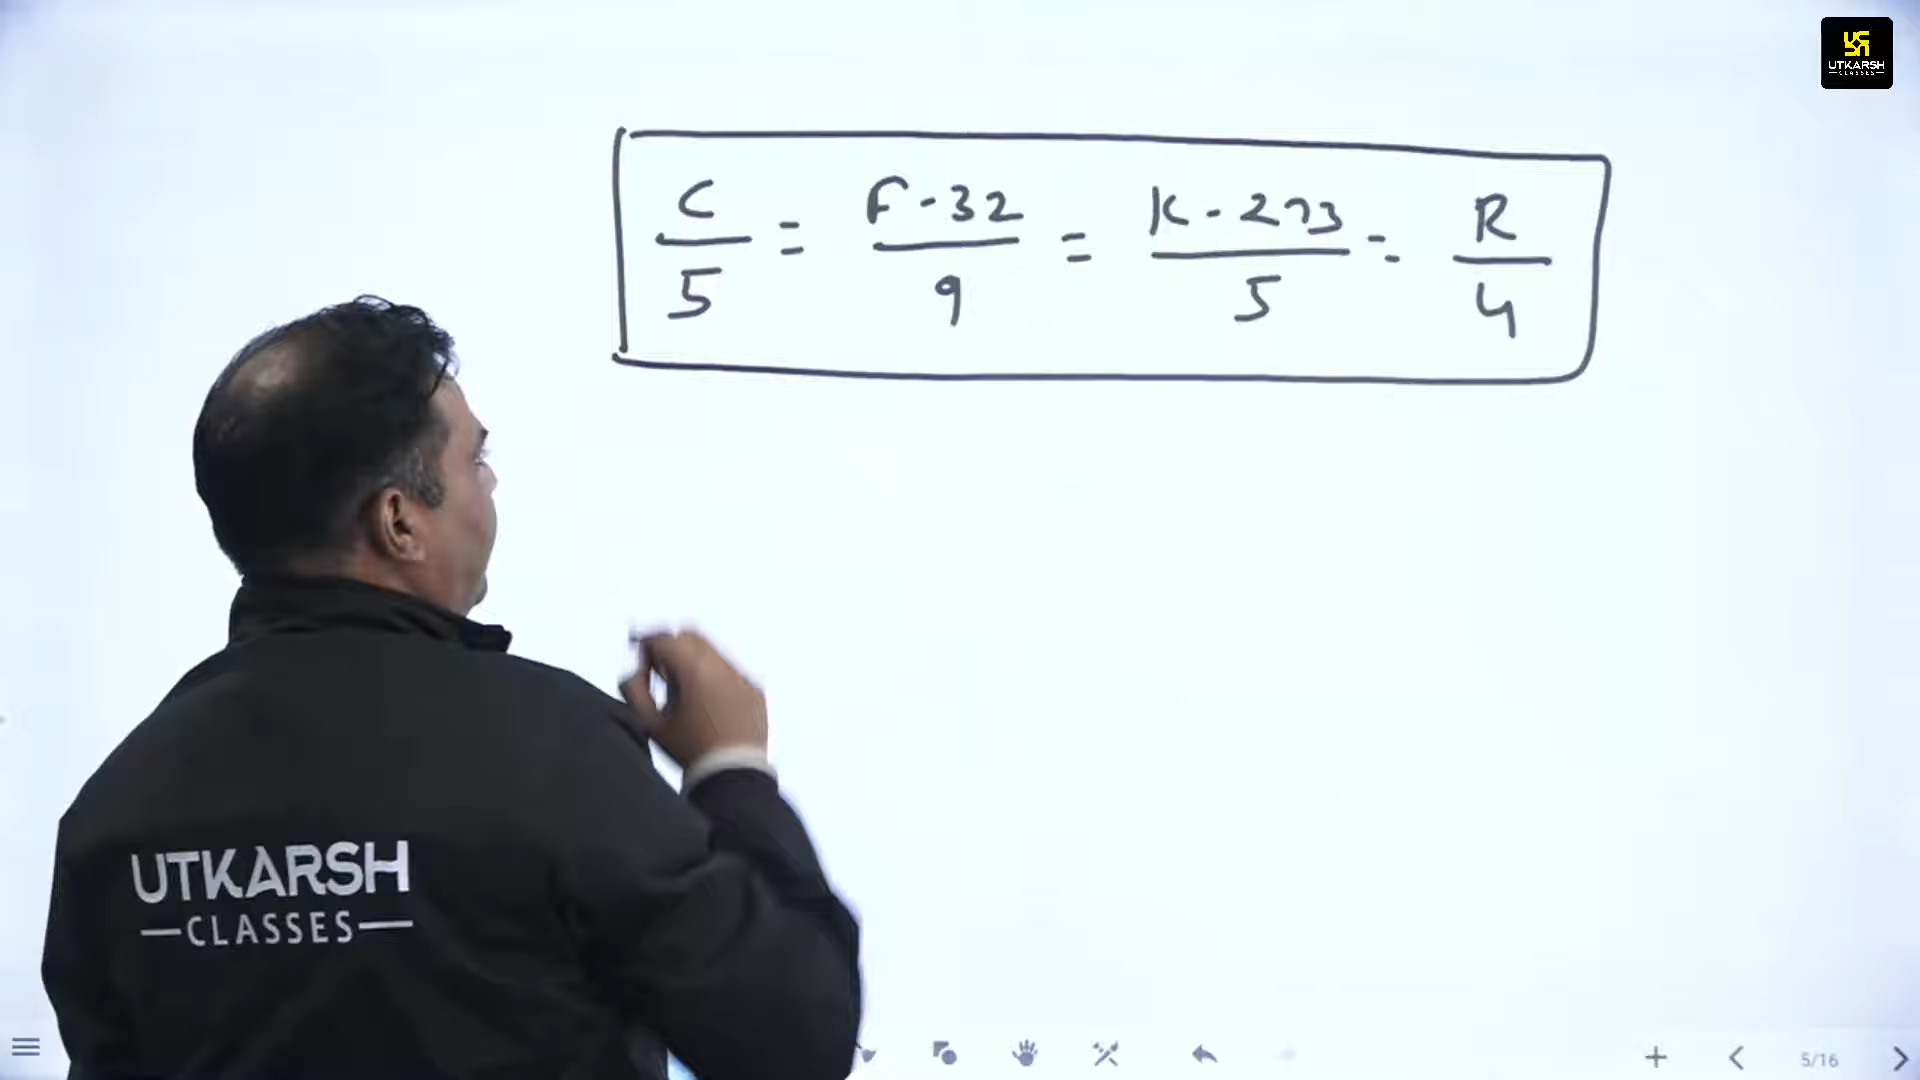 UTKARSH
CLASSES
C/5 = F-32/9 = K-273/5 = R/4
UTKARSH
CLASSES
5/16